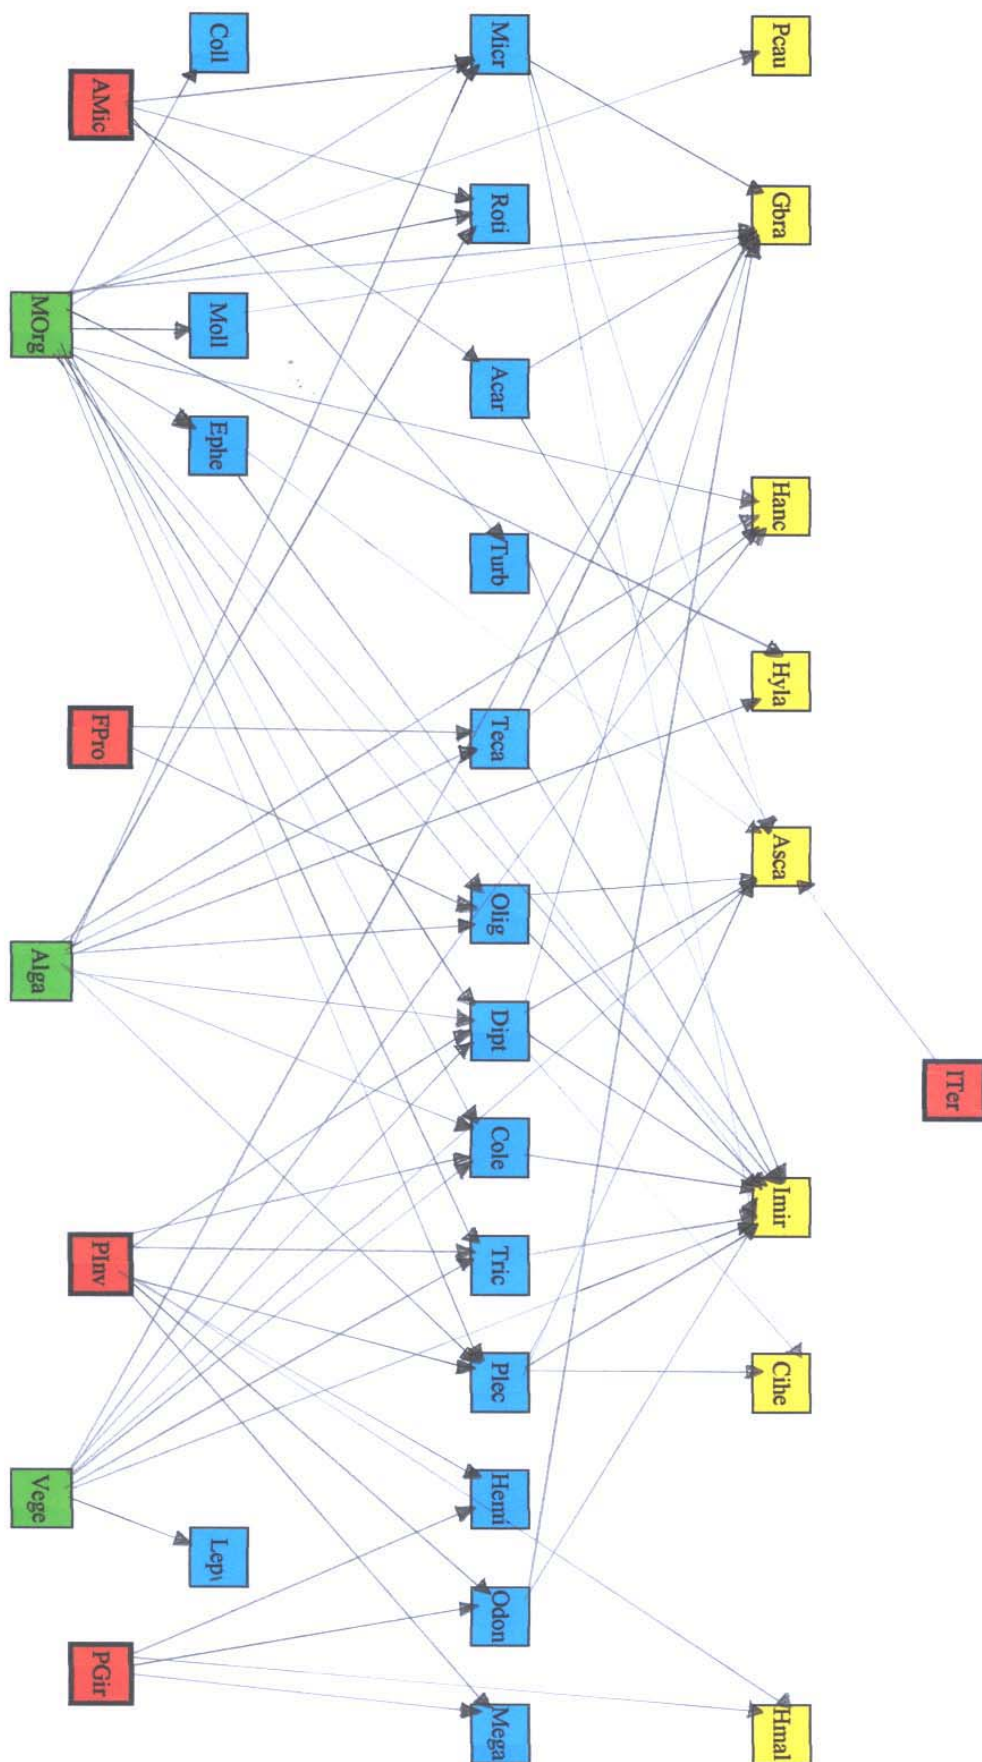 ITer
Pcau
Gbra
Hanc
Hyla
Asca
Imir
Cihe
Hmal
Micr
Roti
Acar
Turb
Teca
Olig
Dipt
Cole
Tric
Plec
Hemi
Odon
Mega
Coll
Moll
Ephe
AMic
FPro
PInv
PGir
MOrg
Alga
Vege